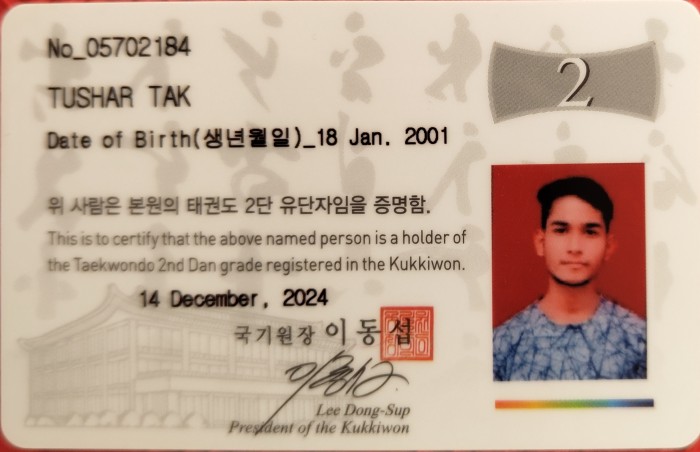 No_05702184
2
TUSHAR TAK
Date of Birth(생년월일)_18 Jan. 2001
위 사람은 본원의 태권도 2단 유단자임을 증명함.
This is to certify that the above named person is a holder of
the Taekwondo 2nd Dan grade registered in the Kukkiwon.
14 December, 2024
국기원장 이동섭
Lee Dong-Sup
President of the Kukkiwon